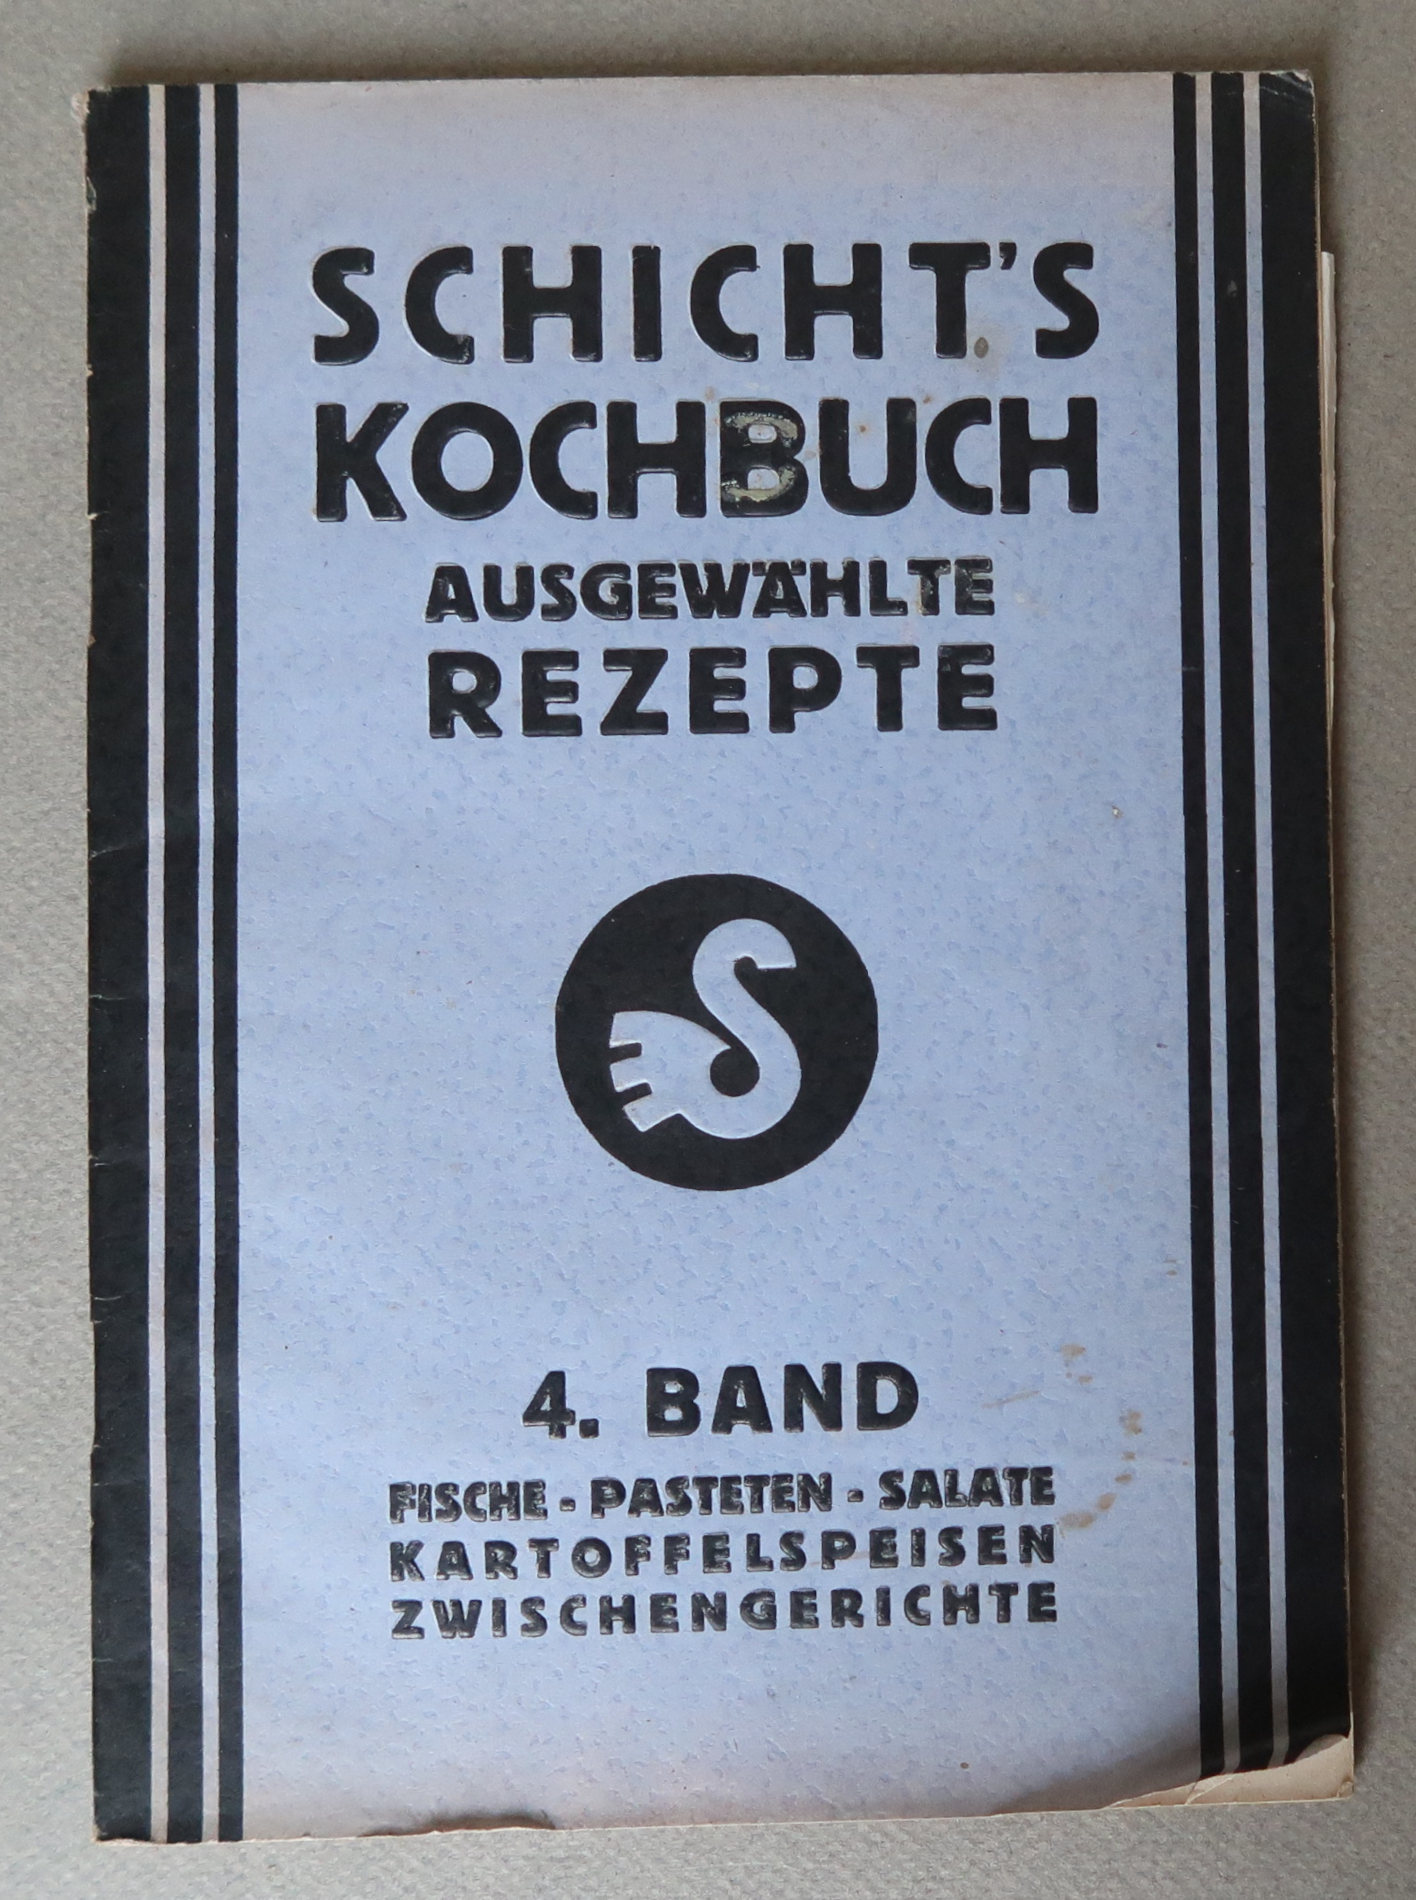 SCHICHT'S
KOCHBUCH
AUSGEWÄHLTE
REZEPTE
4. BAND
FISCHE - PASTETEN - SALATE
KARTOFFELSPEISEN
ZWISCHENGERICHTE